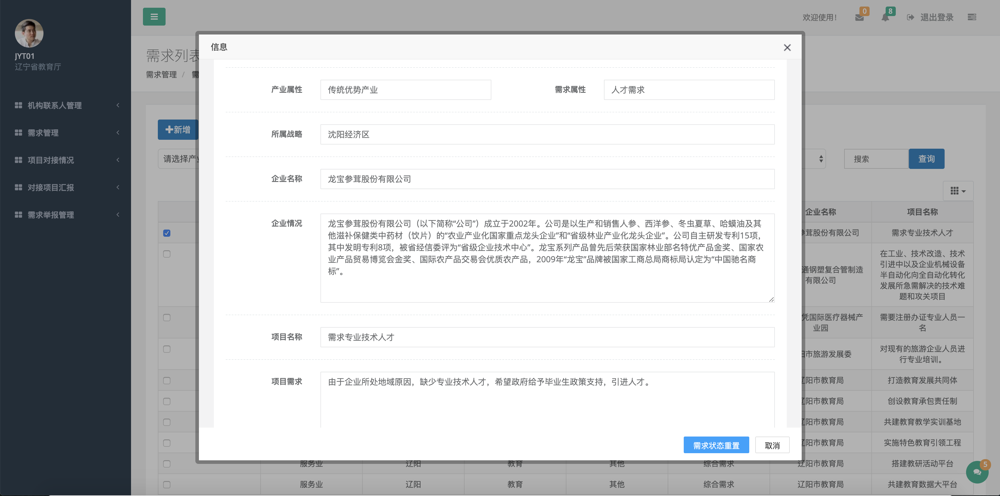 JYT01
辽宁省教育厅
机构联系人管理
需求管理
项目对接情况
对接项目汇报
需求举报管理
欢迎使用!
0
8
退出登录
需求列表
需求管理 / 需
新增
请选择产业
搜索
查询
信息
产业属性 传统优势产业
需求属性 人才需求
所属战略 沈阳经济区
企业名称 龙宝参茸股份有限公司
企业情况
龙宝参茸股份有限公司（以下简称“公司”）成立于2002年。公司是以生产和销售人参、西洋参、冬虫夏草、哈蟆油及其
他滋补保健类中药材（饮片）的“农业产业化国家重点龙头企业”和“省级林业产业化龙头企业”。公司自主研发专利15项，
其中发明专利8项，被省经信委评为“省级企业技术中心”。龙宝系列产品曾先后荣获国家林业部名特优产品金奖、国家农
业产品贸易博览会金奖、国际农产品交易会优质农产品，2009年“龙宝”品牌被国家工商总局商标局认定为“中国驰名商
标”。
项目名称 需求专业技术人才
项目需求 由于企业所处地域原因，缺少专业技术人才，希望政府给予毕业生政策支持，引进人才。
需求状态重置
取消
企业名称 项目名称
参茸股份有限公司 需求专业技术人才
通钢塑复合管制造
有限公司
在工业、技术改造、技术
引进中以及企业机械设备
半自动化向全自动化转化
发展所急需解决的技术难
题和攻关项目
凭国际医疗器械产
业园
需要注册办证专业人员一
名
阳市旅游发展委
对现有的旅游企业人员进
行专业培训。
辽阳市教育局 打造教育发展共同体
辽阳市教育局 创设教育承包责任制
辽阳市教育局 共建教育教学实训基地
辽阳市教育局 实施特色教育引领工程
服务业 辽阳 教育 其他 综合需求 辽阳市教育局 搭建教研活动平台
服务业 辽阳 教育 其他 综合需求 辽阳市教育局 共建教育数据大平台
5